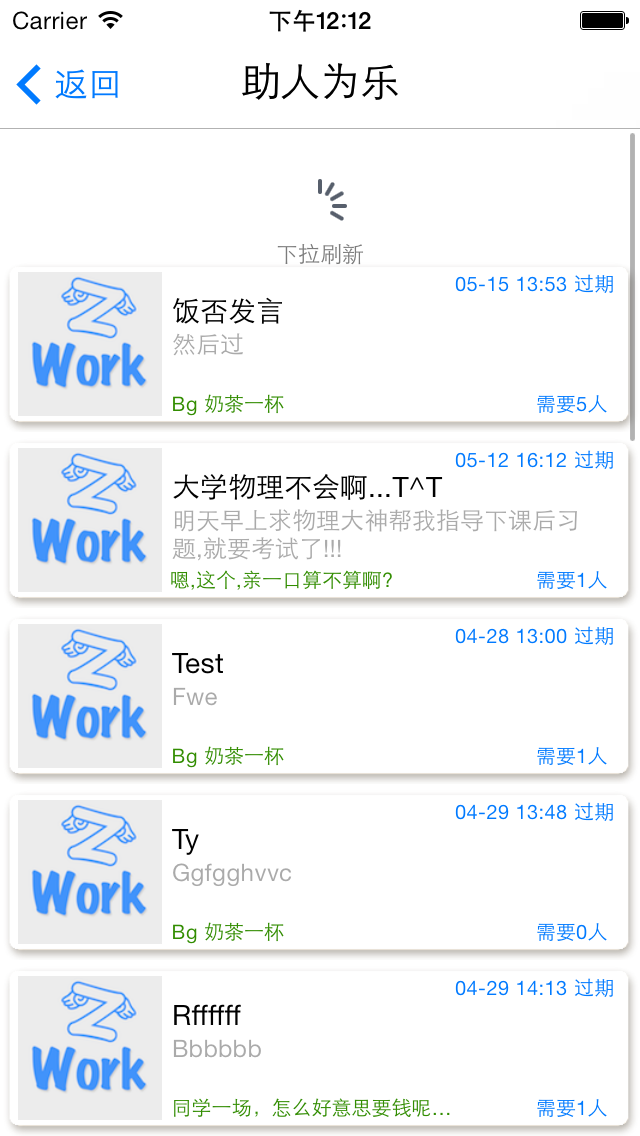 Carrier 下午12:12
返回 助人为乐
下拉刷新
05-15 13:53 过期
饭否发言
然后过
Z
Work
Bg 奶茶一杯 需要5人
05-12 16:12 过期
大学物理不会啊...T^T
明天早上求物理大神帮我指导下课后习
题,就要考试了!!!
Z
Work
嗯,这个,亲一口算不算啊? 需要1人
04-28 13:00 过期
Test
Fwe
Z
Work
Bg 奶茶一杯 需要1人
04-29 13:48 过期
Ty
Ggfgghvvc
Z
Work
Bg 奶茶一杯 需要0人
04-29 14:13 过期
Rffffff
Bbbbbb
Z
Work
同学一场，怎么好意思要钱呢… 需要1人